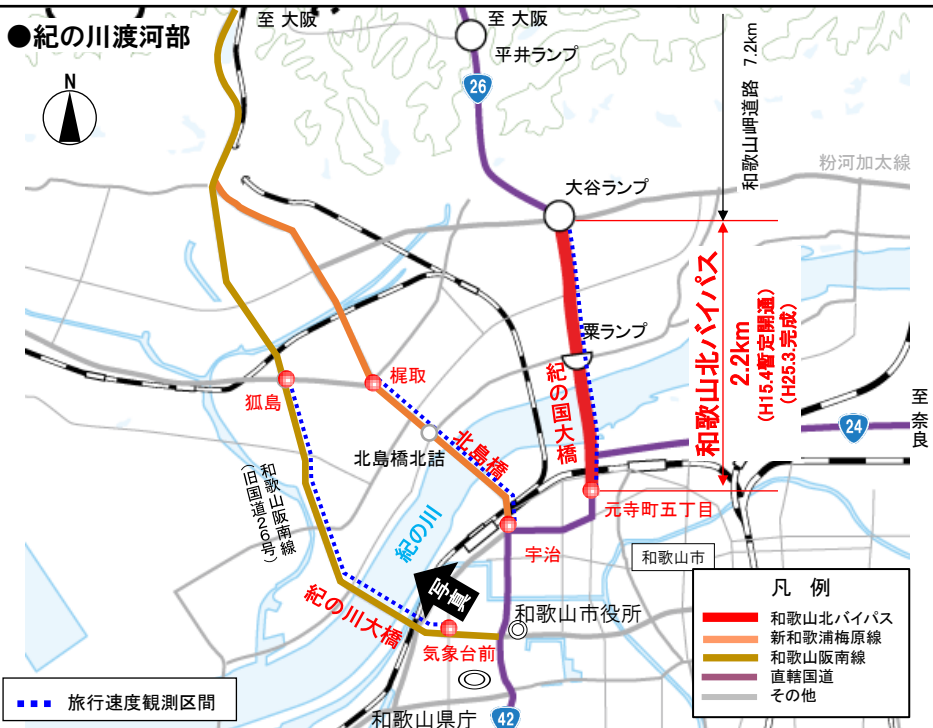 ●紀の川渡河部
N
至 大阪
至 大阪
平井ランプ
26
和歌山岬道路 7.2km
粉河加太線
大谷ランプ
和歌山北バイパス
2.2km
(H15.4暫定開通)
(H25.3.完成)
粟ランプ
紀の国大橋
梶取
狐島
北島橋
北島橋北詰
至奈良
24
和歌山阪南線
(旧国道26号)
紀の川
元寺町五丁目
宇治
和歌山市
写真
紀の川大橋
和歌山市役所
気象台前
和歌山県庁
42
旅行速度観測区間
凡 例
和歌山北バイパス
新和歌浦梅原線
和歌山阪南線
直轄国道
その他